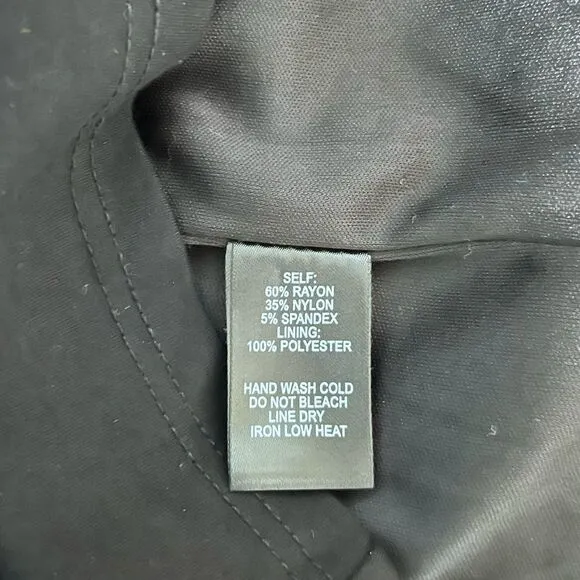 SELF:
60% RAYON
35% NYLON
5% SPANDEX
LINING:
100% POLYESTER
HAND WASH COLD
DO NOT BLEACH
LINE DRY
IRON LOW HEAT